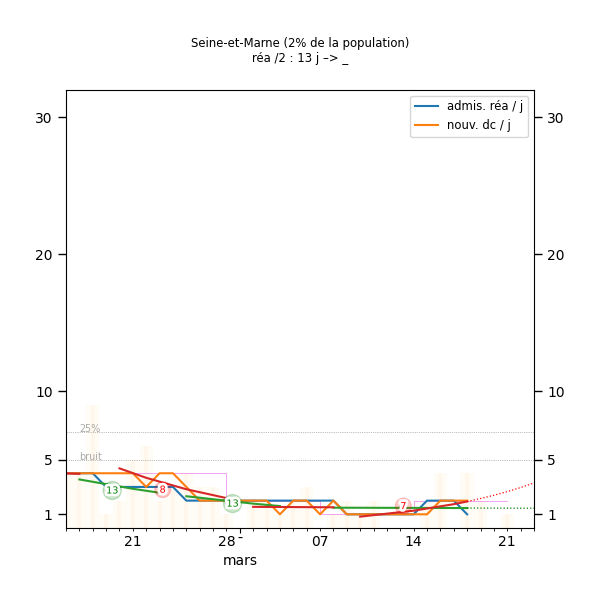 Seine-et-Marne (2% de la population)
réa /2 : 13 j –> _
admis. réa / j
nouv. dc / j
30 30
20 20
10 10
25%
bruit
5 5
13 8 13 7
1 1
21 28 07 14 21
mars